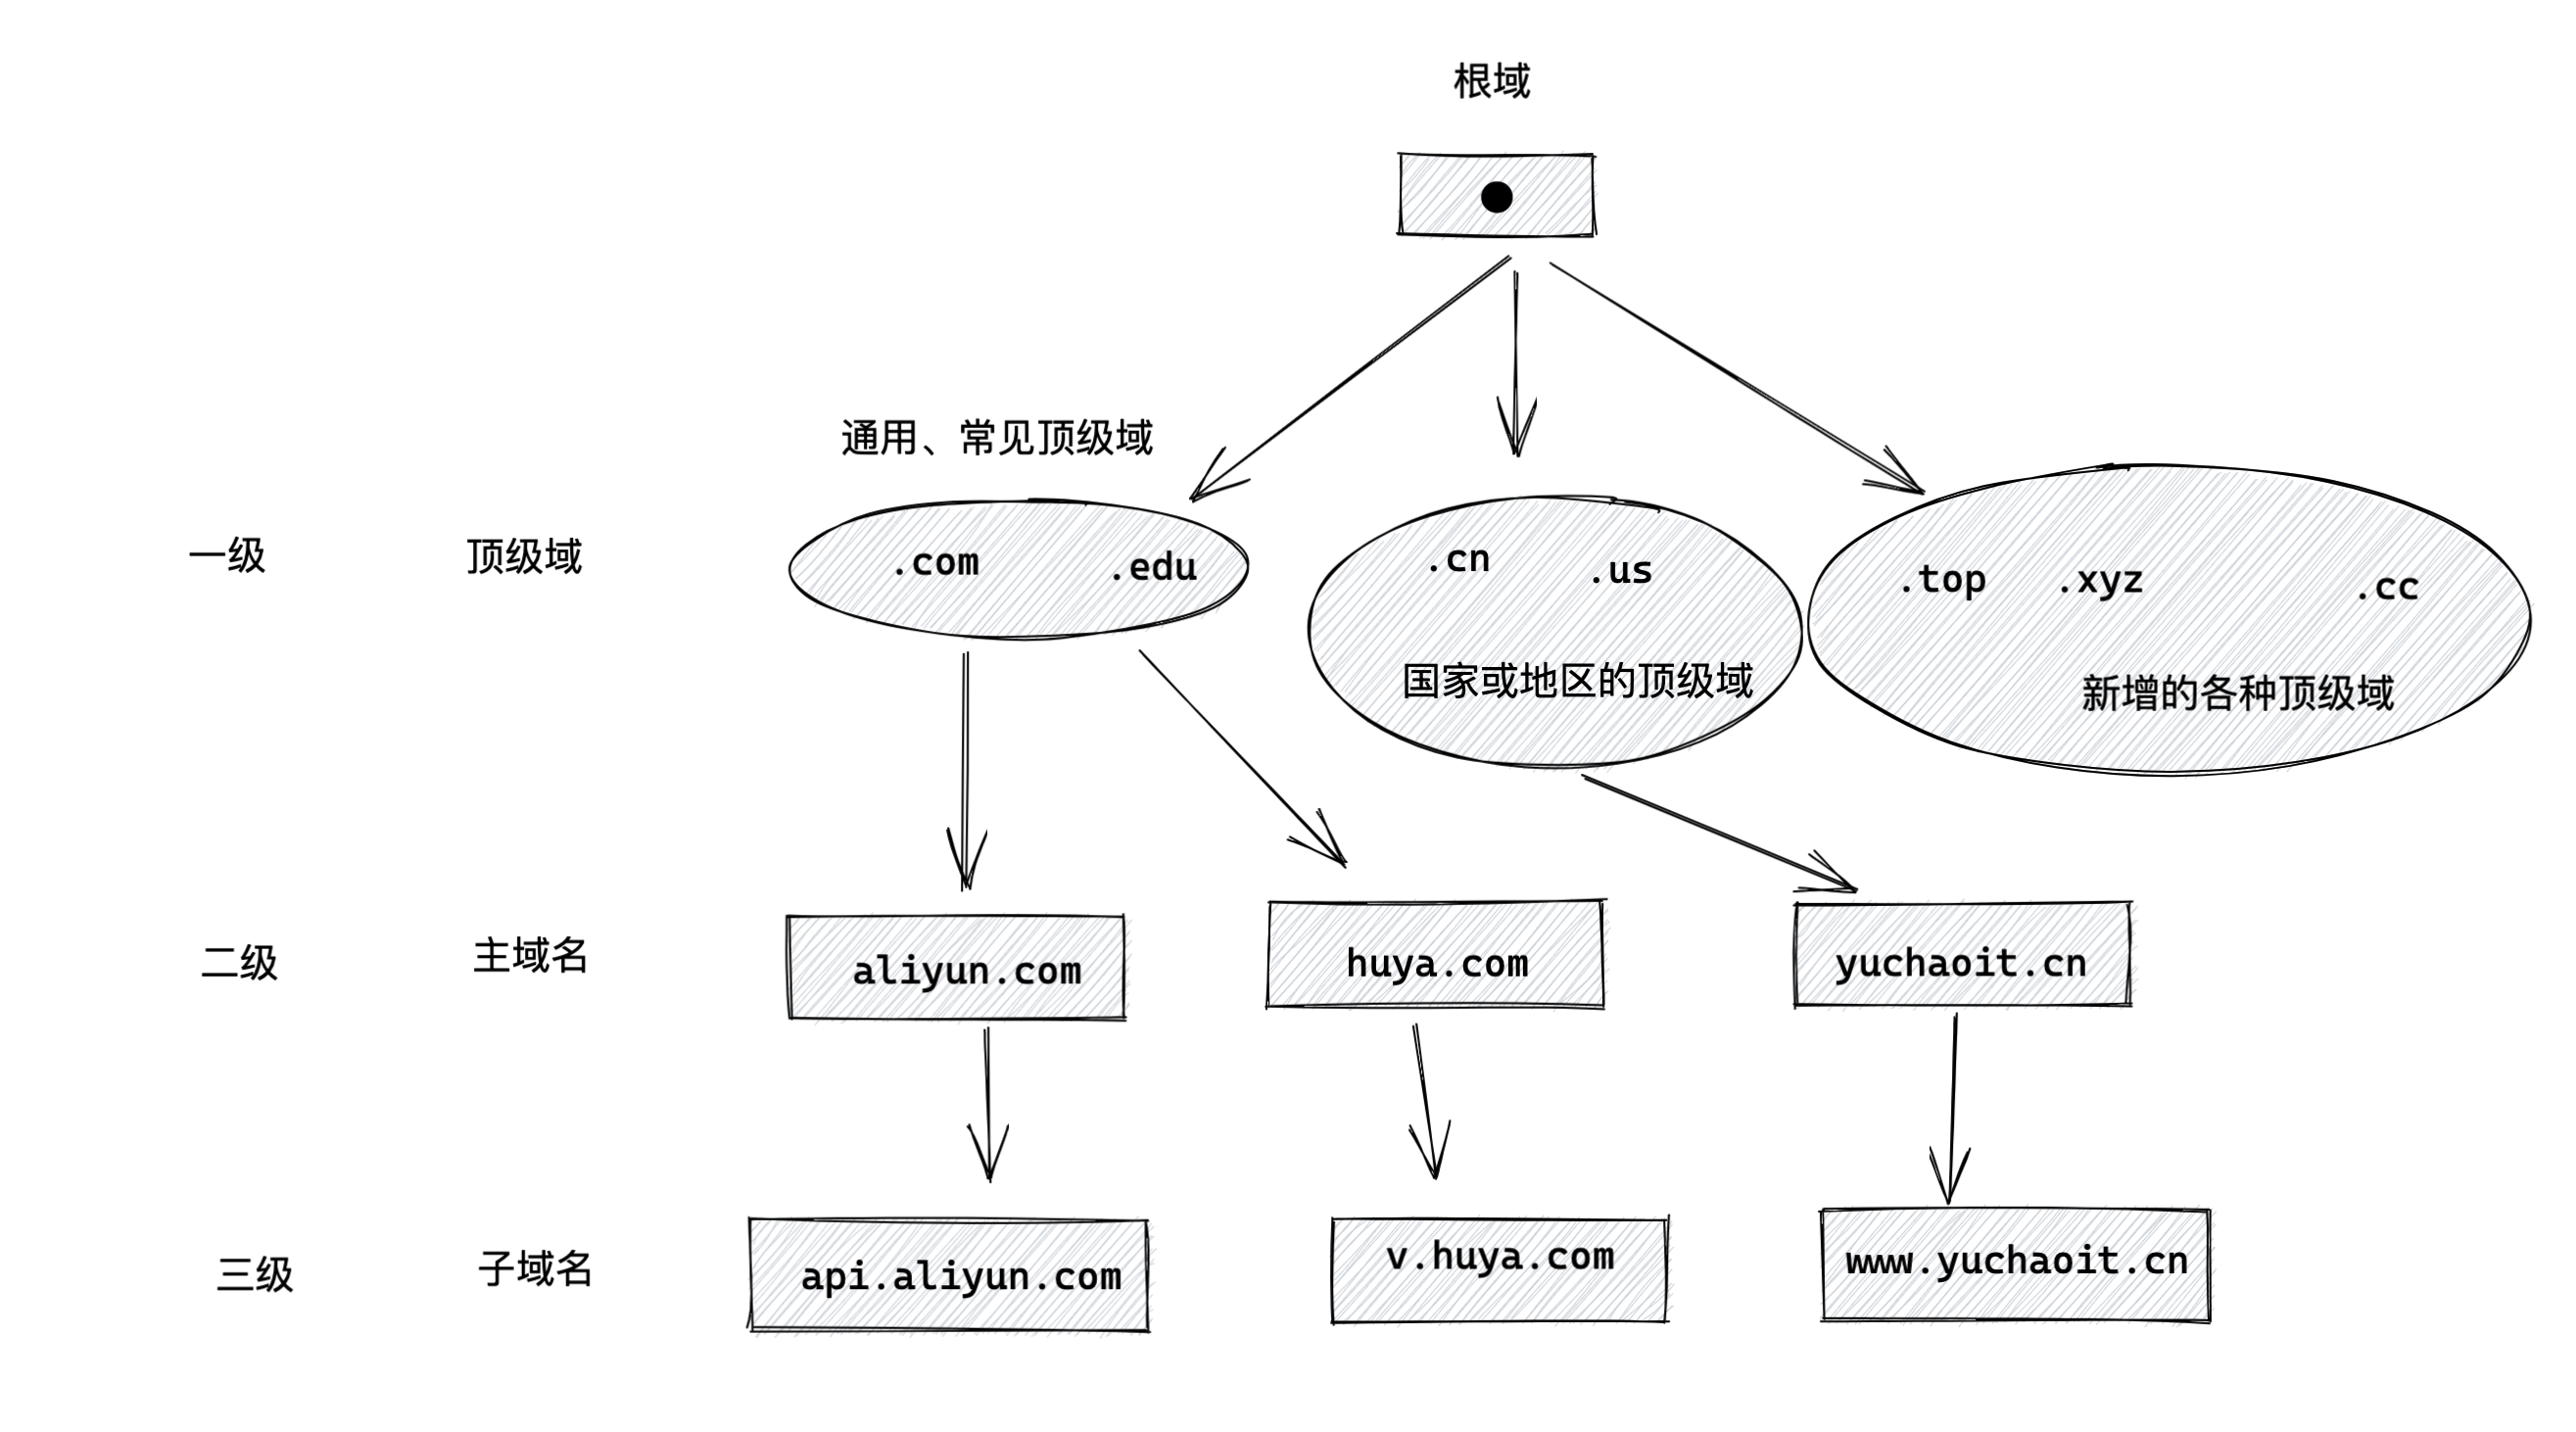 根域
通用、常见顶级域
一级 顶级域 .com .edu .cn .us .top .xyz .cc
国家或地区的顶级域 新增的各种顶级域
二级 主域名 aliyun.com huya.com yuchaoit.cn
三级 子域名 api.aliyun.com v.huya.com www.yuchaoit.cn